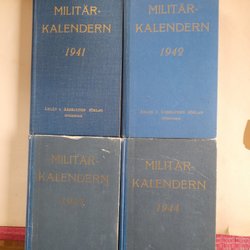 MILITÄR-
KALENDERN
1941
MILITÄR-
KALENDERN
1942
MILITÄR-
KALENDERN
MILITÄR-
KALENDERN
1944